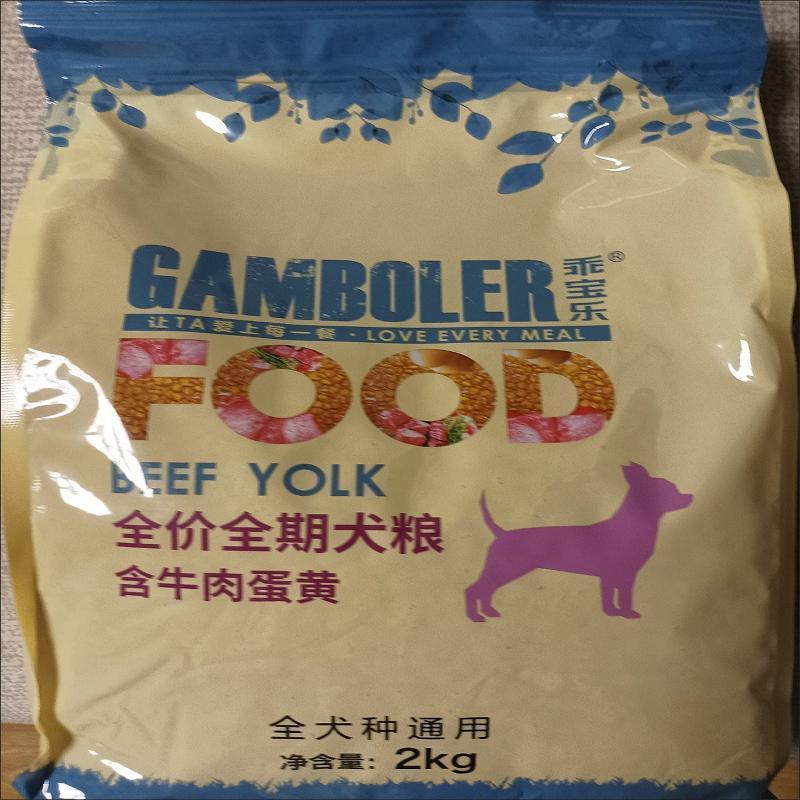 GAMBOLER 乖宝乐®
让TA爱上每一餐·LOVE EVERY MEAL
FOOD
BEEF YOLK
全价全期犬粮
含牛肉蛋黄
全犬种通用
净含量：2kg